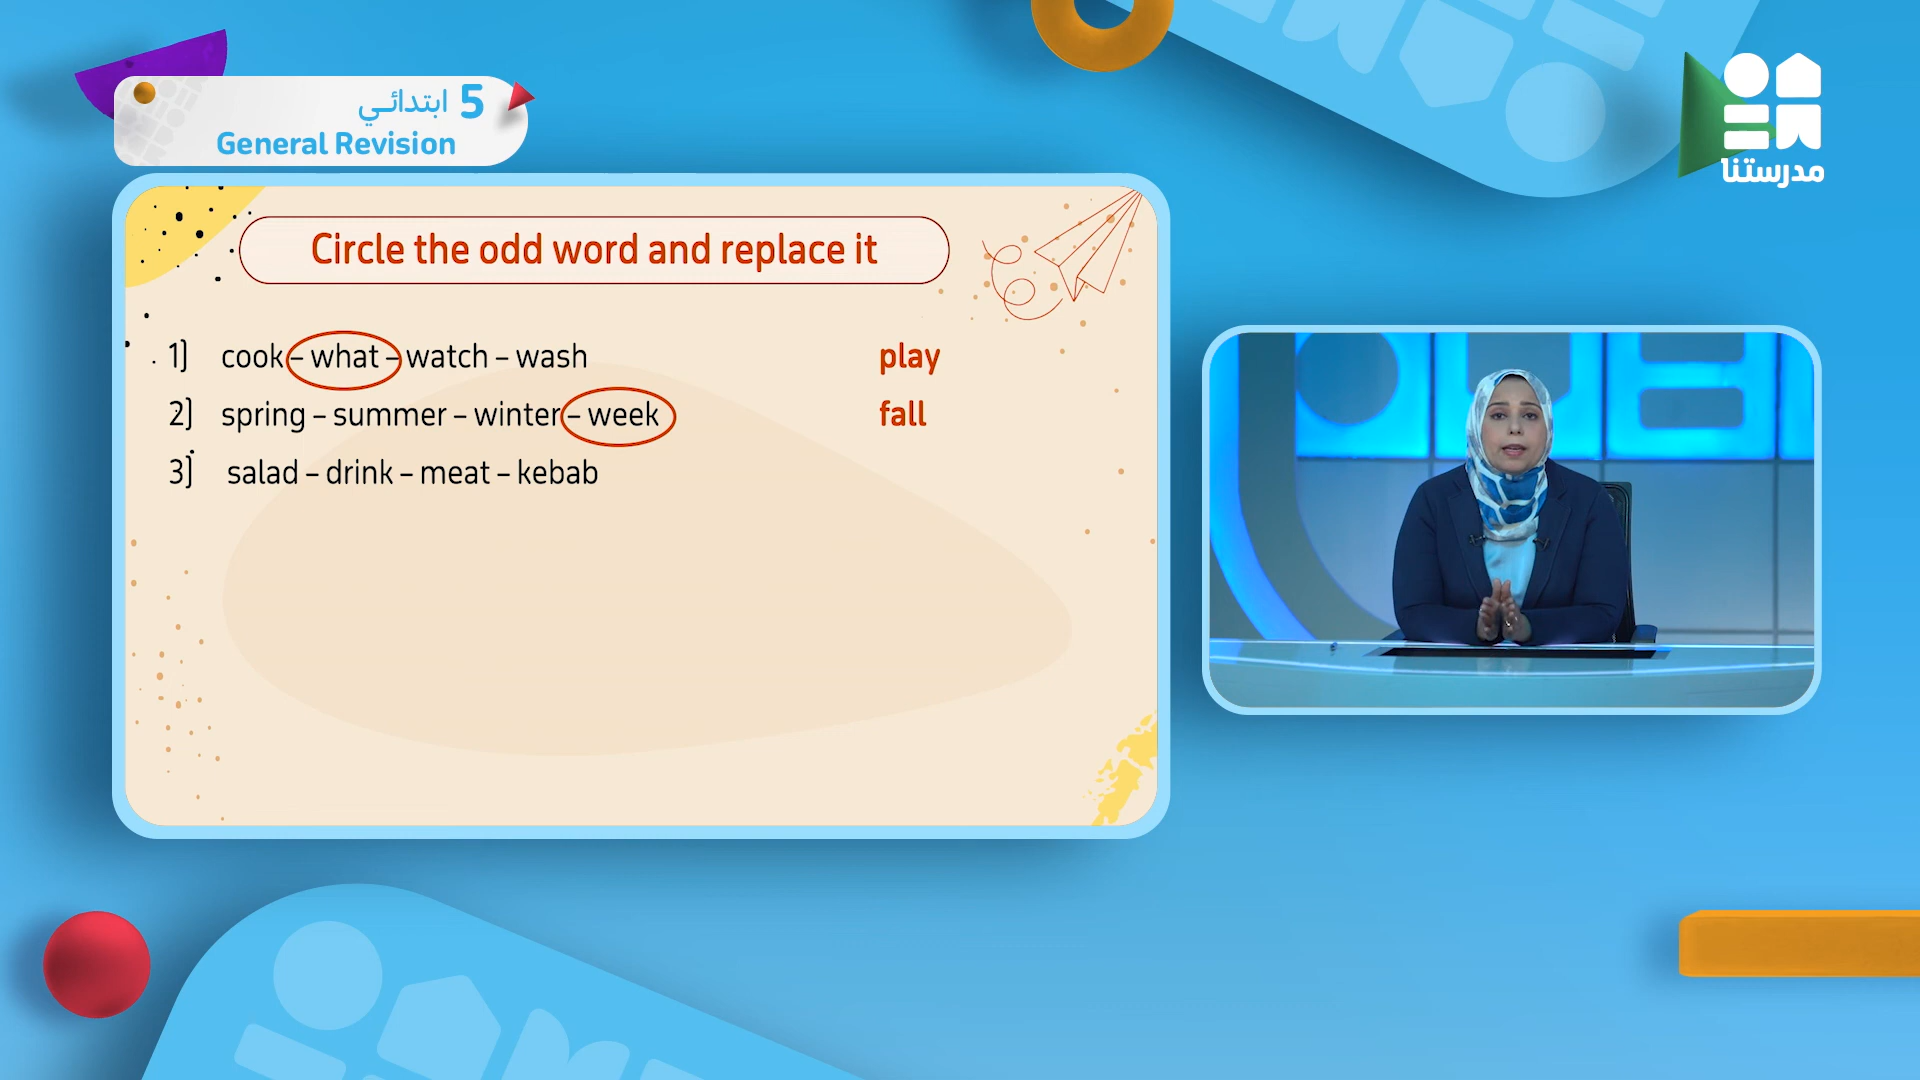 5 ابتدائي
General Revision
مدرستنا
Circle the odd word and replace it
1) cook – what – watch – wash play
2) spring – summer – winter – week fall
3) salad – drink – meat – kebab